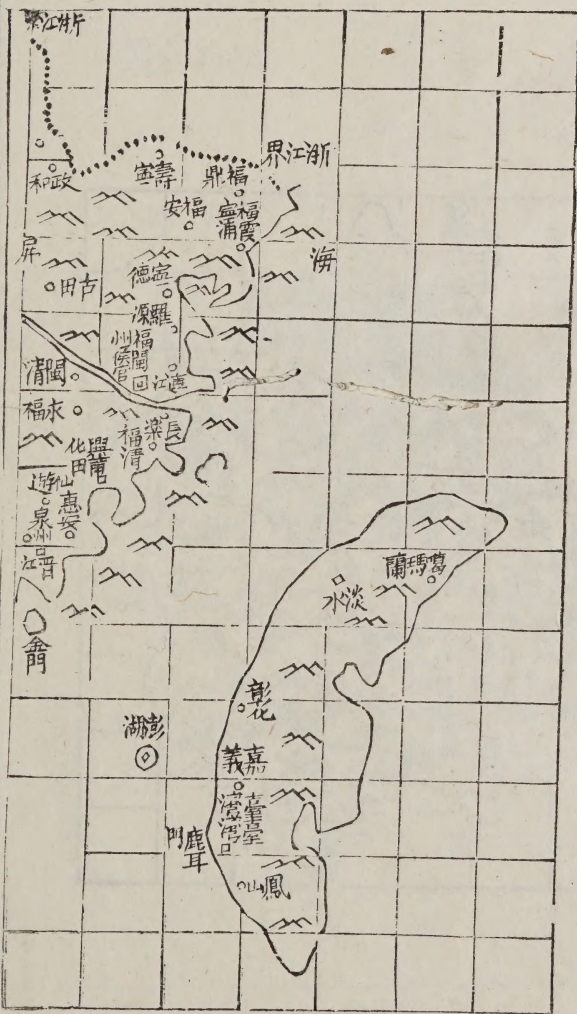 浙江
浙江界
福鼎
壽寧
政和
福寧霞浦
福安
海
屏
寧德
古田
羅源
福州閩侯官
連江
閩清
永福
長樂
福清
興化莆田
仙遊
惠安
泉州晉江
金門
噶瑪蘭
淡水
彰化
澎湖
嘉義
臺灣臺灣
鹿耳門
鳳山